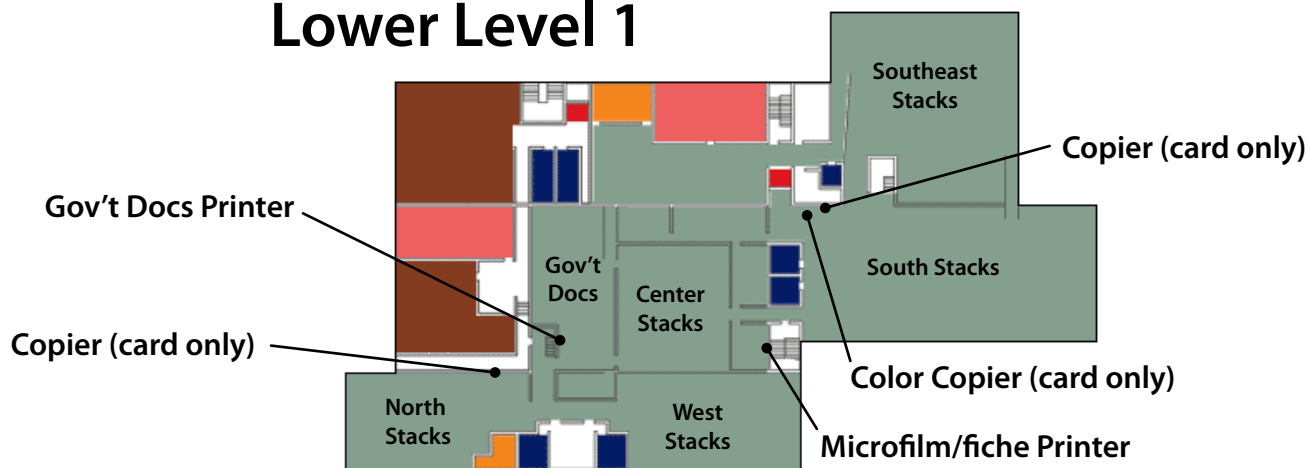 Lower Level 1
Southeast
Stacks
Copier (card only)
Gov't Docs Printer
Gov't
Docs
South Stacks
Center
Stacks
Copier (card only)
Color Copier (card only)
North
Stacks
West
Stacks
Microfilm/fiche Printer